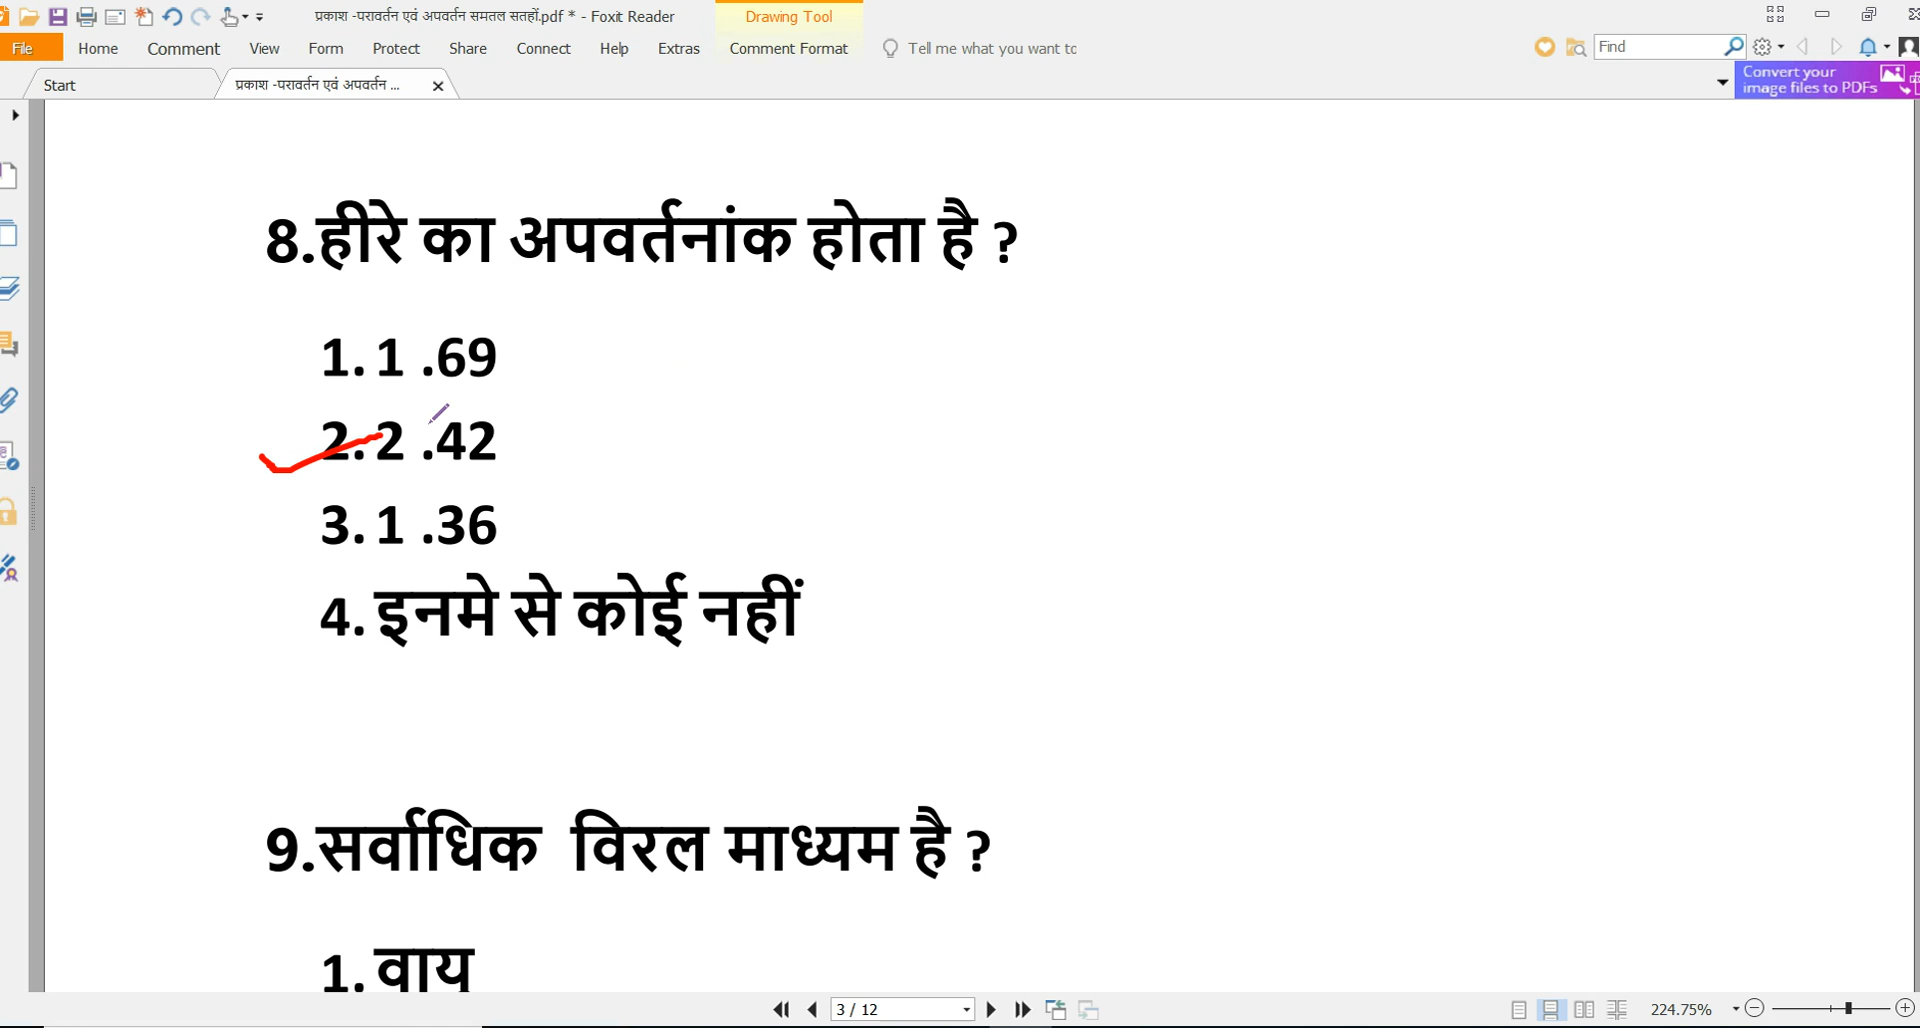 प्रकाश -परावर्तन एवं अपवर्तन समतल सतहों.pdf * - Foxit Reader
Drawing Tool
File Home Comment View Form Protect Share Connect Help Extras Comment Format Tell me what you want to Find
Start प्रकाश -परावर्तन एवं अपवर्तन ...
Convert your
image files to PDFs
8.हीरे का अपवर्तनांक होता है ?
1. 1 .69
2. 2 .42
3. 1 .36
4. इनमे से कोई नहीं
9.सर्वाधिक विरल माध्यम है ?
1. वायु
3 / 12 224.75%